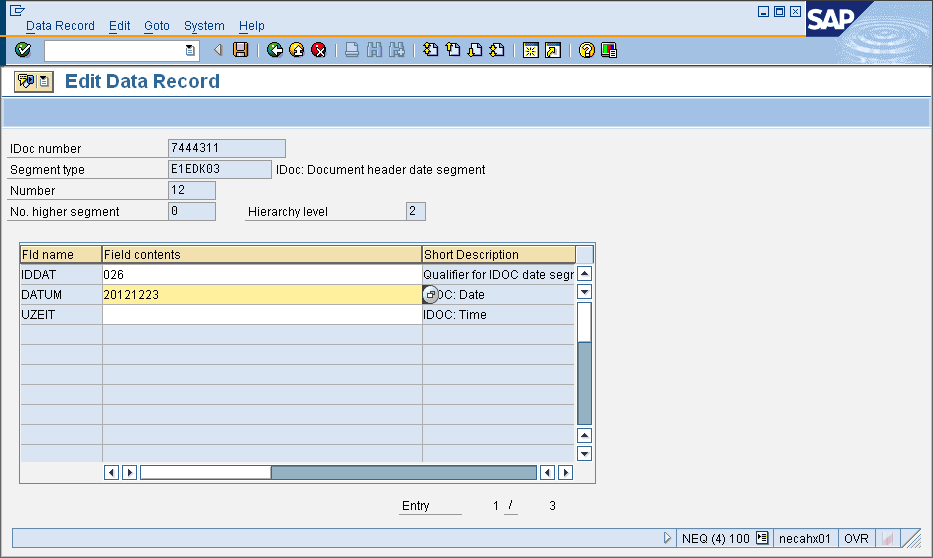 Data Record Edit Goto System Help
SAP
Edit Data Record
IDoc number 7444311
Segment type E1EDK03 IDoc: Document header date segment
Number 12
No. higher segment 0 Hierarchy level 2
Fld name Field contents Short Description
IDDAT 026 Qualifier for IDOC date segr
DATUM 20121223 OC: Date
UZEIT IDOC: Time
Entry 1 / 3
NEQ (4) 100 necahx01 OVR